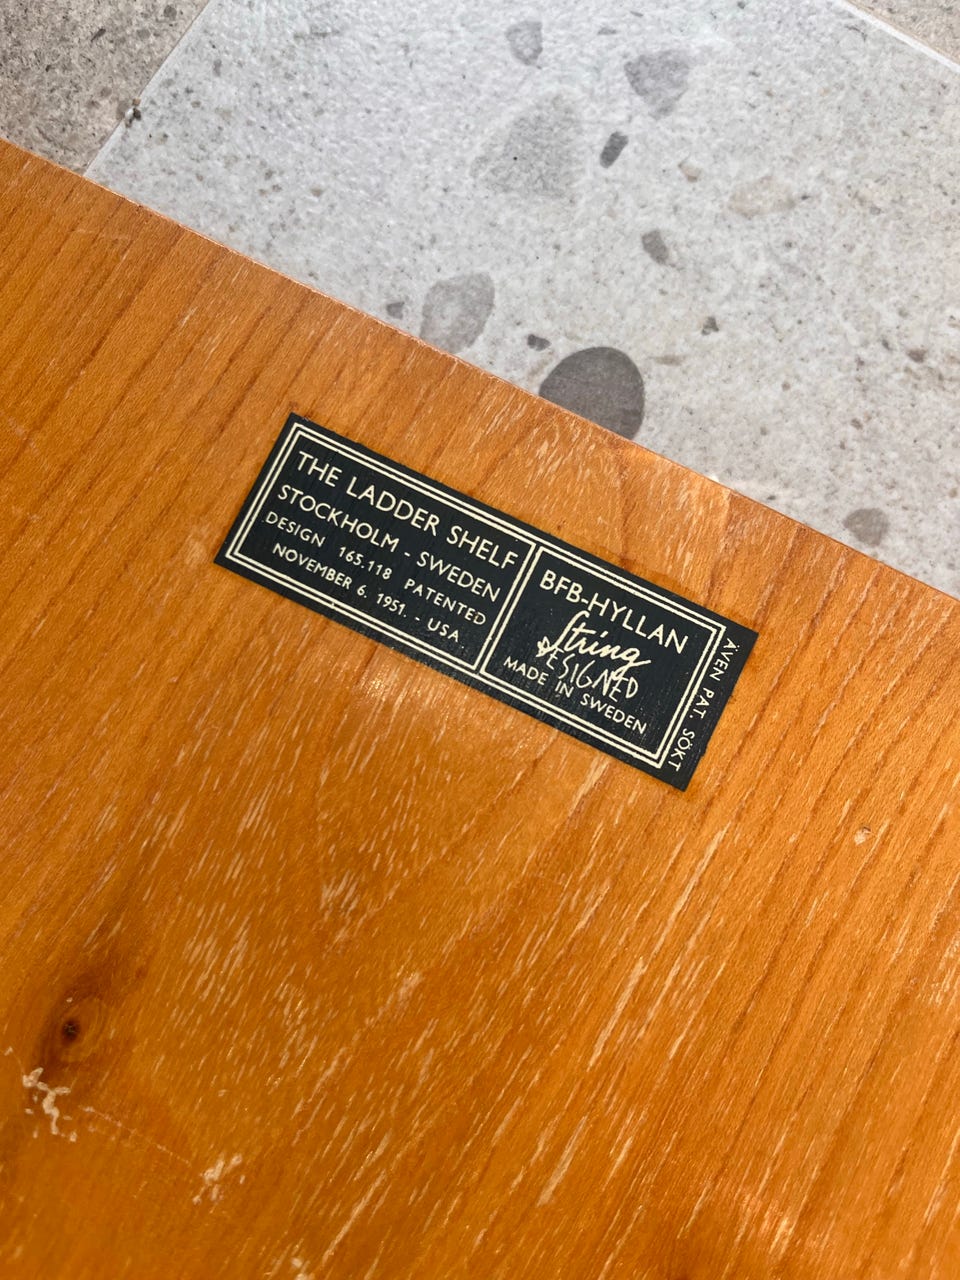 THE LADDER SHELF
STOCKHOLM - SWEDEN
DESIGN 165.118 PATENTED
NOVEMBER 6. 1951. - USA
BFB-HYLLAN
String
DESIGNED
MADE IN SWEDEN
ÄVEN PAT. SÖKT